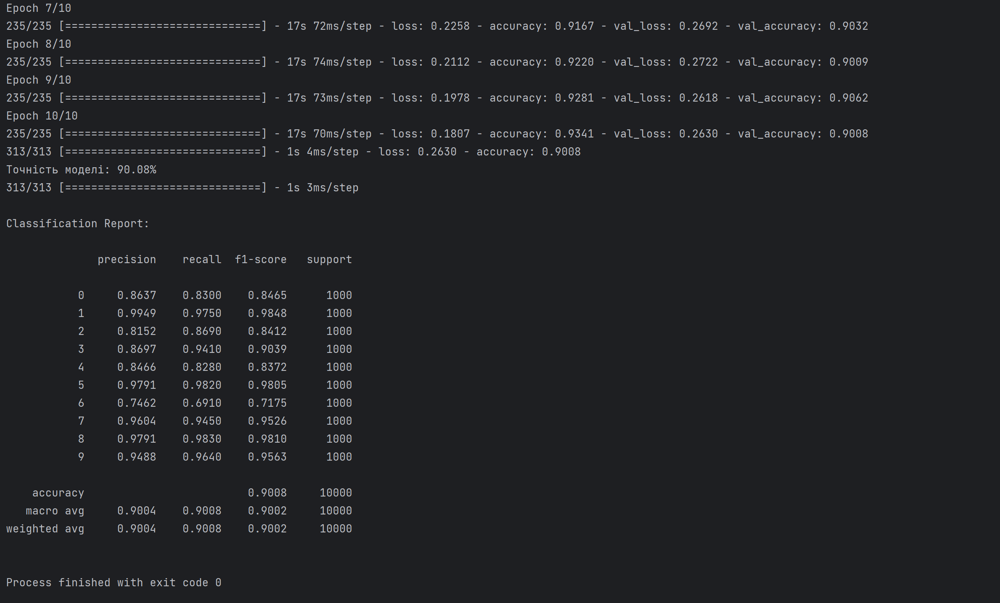 Epoch 7/10
235/235 [==============================] - 17s 72ms/step - loss: 0.2258 - accuracy: 0.9167 - val_loss: 0.2692 - val_accuracy: 0.9032
Epoch 8/10
235/235 [==============================] - 17s 74ms/step - loss: 0.2112 - accuracy: 0.9220 - val_loss: 0.2722 - val_accuracy: 0.9009
Epoch 9/10
235/235 [==============================] - 17s 73ms/step - loss: 0.1978 - accuracy: 0.9281 - val_loss: 0.2618 - val_accuracy: 0.9062
Epoch 10/10
235/235 [==============================] - 17s 70ms/step - loss: 0.1807 - accuracy: 0.9341 - val_loss: 0.2630 - val_accuracy: 0.9008
313/313 [==============================] - 1s 4ms/step - loss: 0.2630 - accuracy: 0.9008
Точність моделі: 90.08%
313/313 [==============================] - 1s 3ms/step
Classification Report:
precision recall f1-score support
0 0.8637 0.8300 0.8465 1000
1 0.9949 0.9750 0.9848 1000
2 0.8152 0.8690 0.8412 1000
3 0.8697 0.9410 0.9039 1000
4 0.8466 0.8280 0.8372 1000
5 0.9791 0.9820 0.9805 1000
6 0.7462 0.6910 0.7175 1000
7 0.9604 0.9450 0.9526 1000
8 0.9791 0.9830 0.9810 1000
9 0.9488 0.9640 0.9563 1000
accuracy 0.9008 10000
macro avg 0.9004 0.9008 0.9002 10000
weighted avg 0.9004 0.9008 0.9002 10000
Process finished with exit code 0